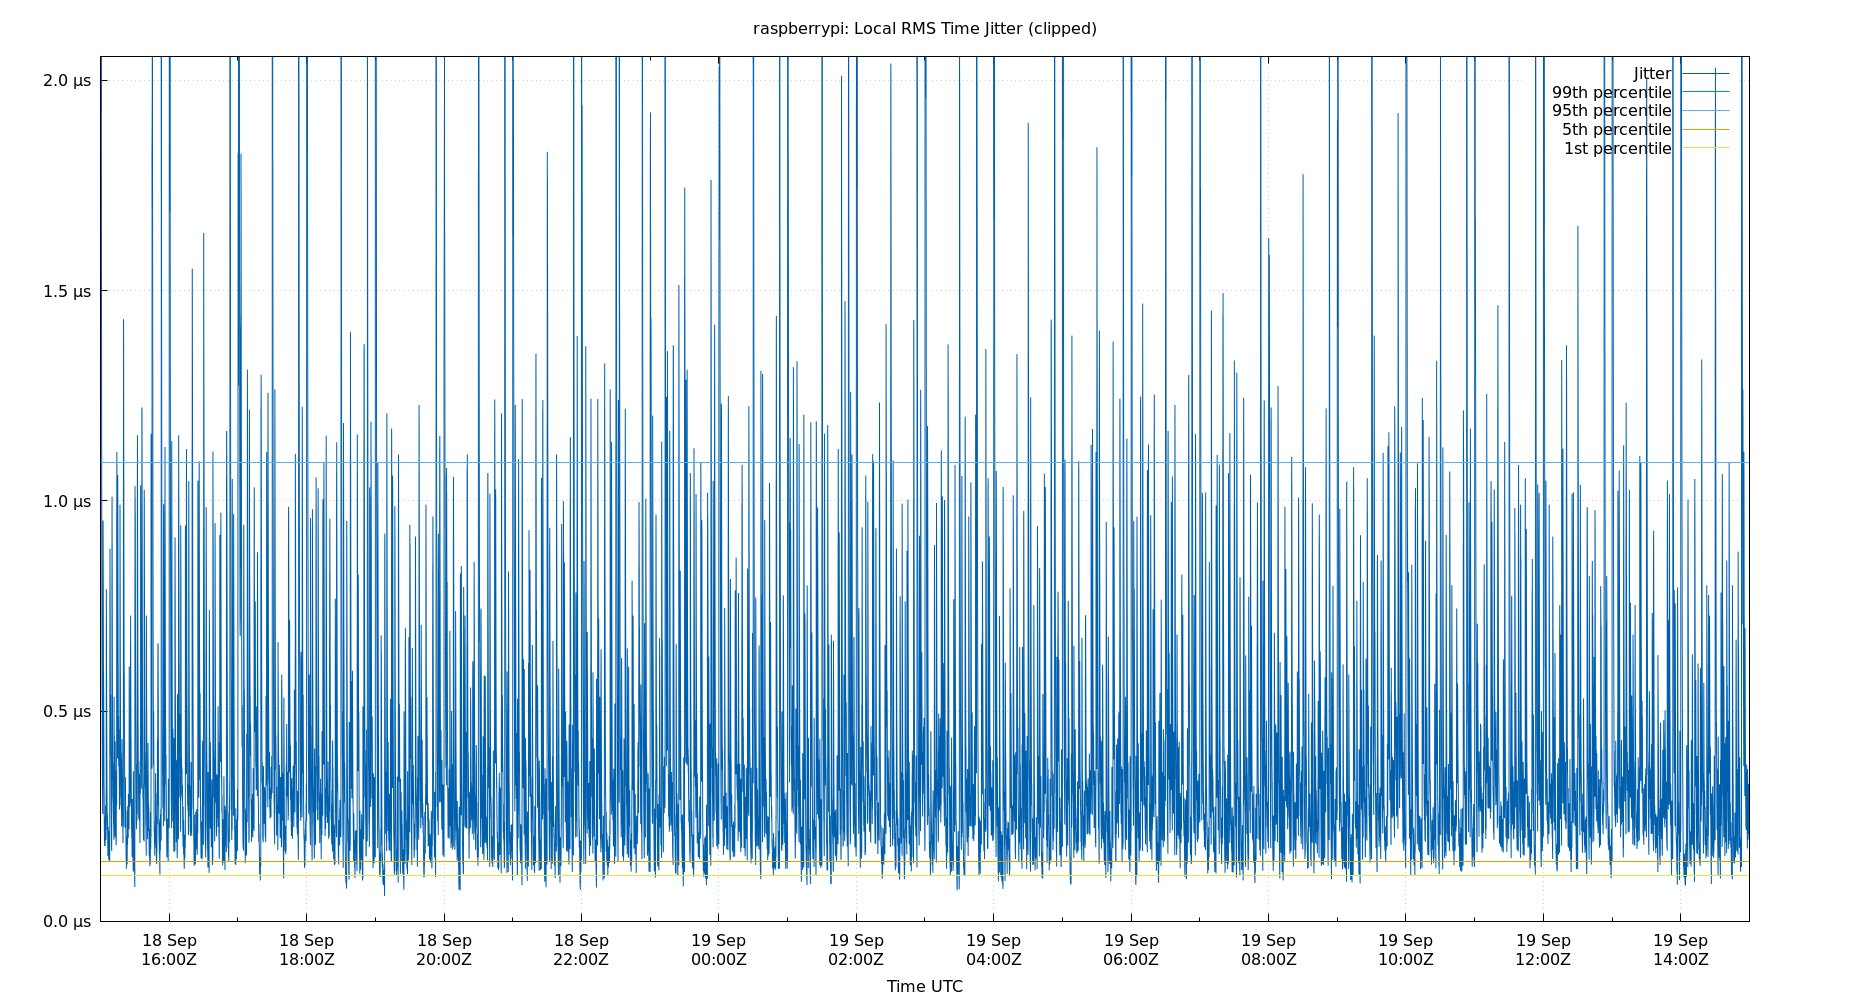 raspberrypi: Local RMS Time Jitter (clipped)
2.0 µs
1.5 µs
1.0 µs
0.5 µs
0.0 µs
Jitter
99th percentile
95th percentile
5th percentile
1st percentile
18 Sep 18 Sep 18 Sep 18 Sep 19 Sep 19 Sep 19 Sep 19 Sep 19 Sep 19 Sep 19 Sep 19 Sep
16:00Z 18:00Z 20:00Z 22:00Z 00:00Z 02:00Z 04:00Z 06:00Z 08:00Z 10:00Z 12:00Z 14:00Z
Time UTC